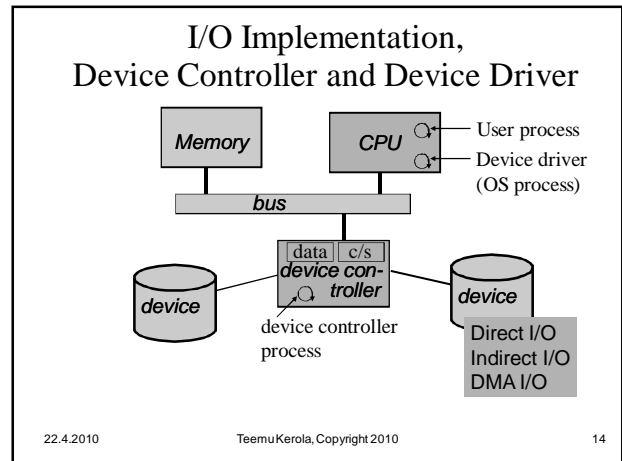 I/O Implementation,
Device Controller and Device Driver
Memory
CPU
User process
Device driver
(OS process)
bus
data c/s
device con-
troller
device
device
device controller
process
Direct I/O
Indirect I/O
DMA I/O
22.4.2010
Teemu Kerola, Copyright 2010
14